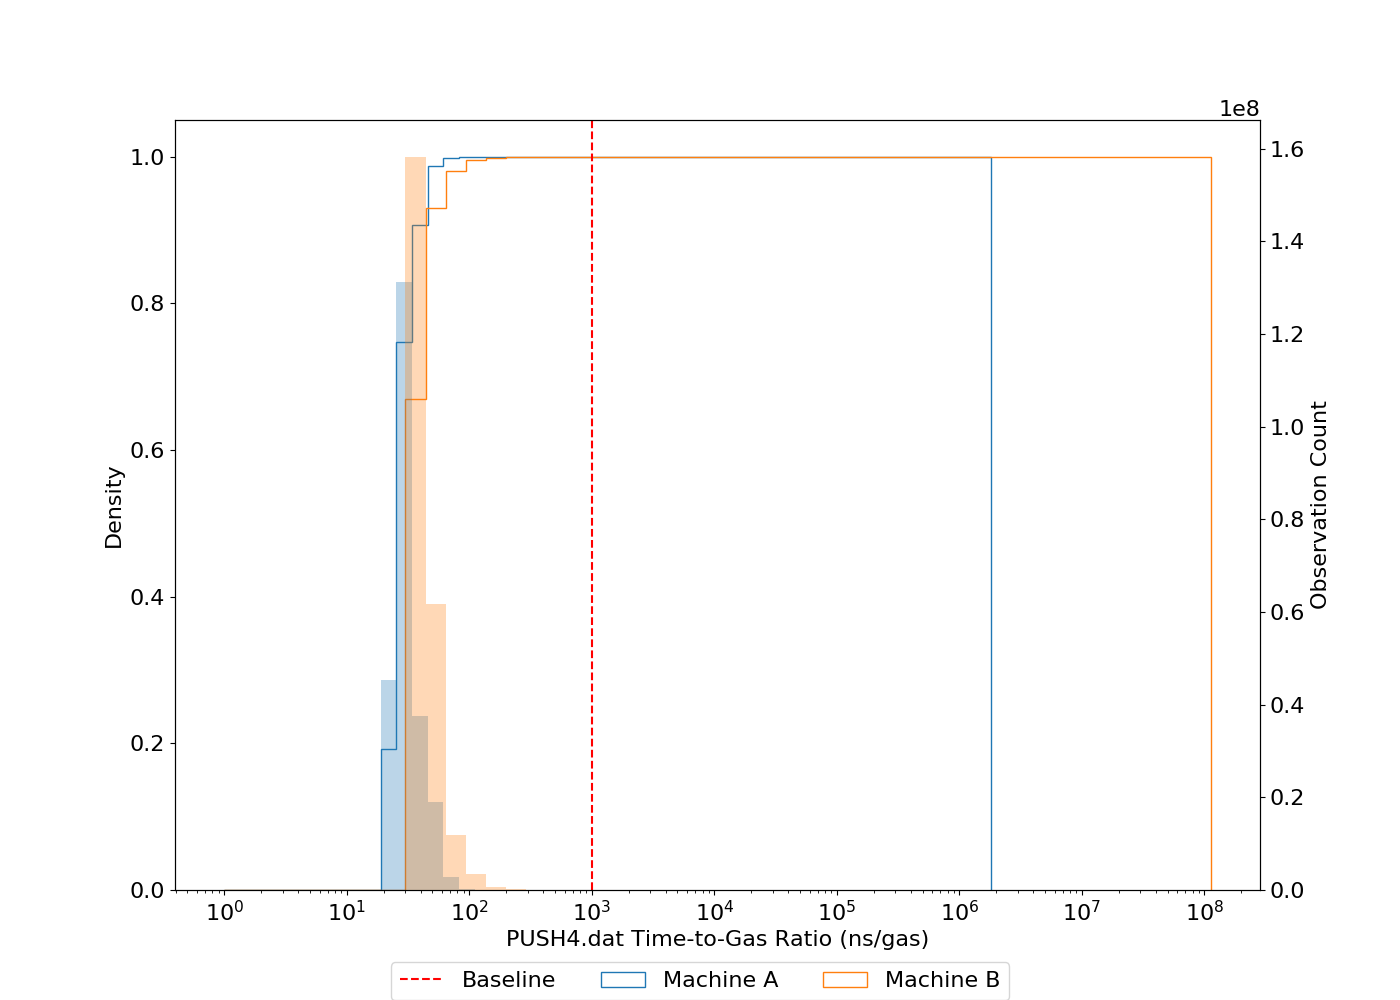 1e8
1.0
0.8
0.6
0.4
0.2
0.0
Density
1.6
1.4
1.2
1.0
0.8
0.6
0.4
0.2
0.0
Observation Count
10⁰ 10¹ 10² 10³ 10⁴ 10⁵ 10⁶ 10⁷ 10⁸
PUSH4.dat Time-to-Gas Ratio (ns/gas)
Baseline Machine A Machine B